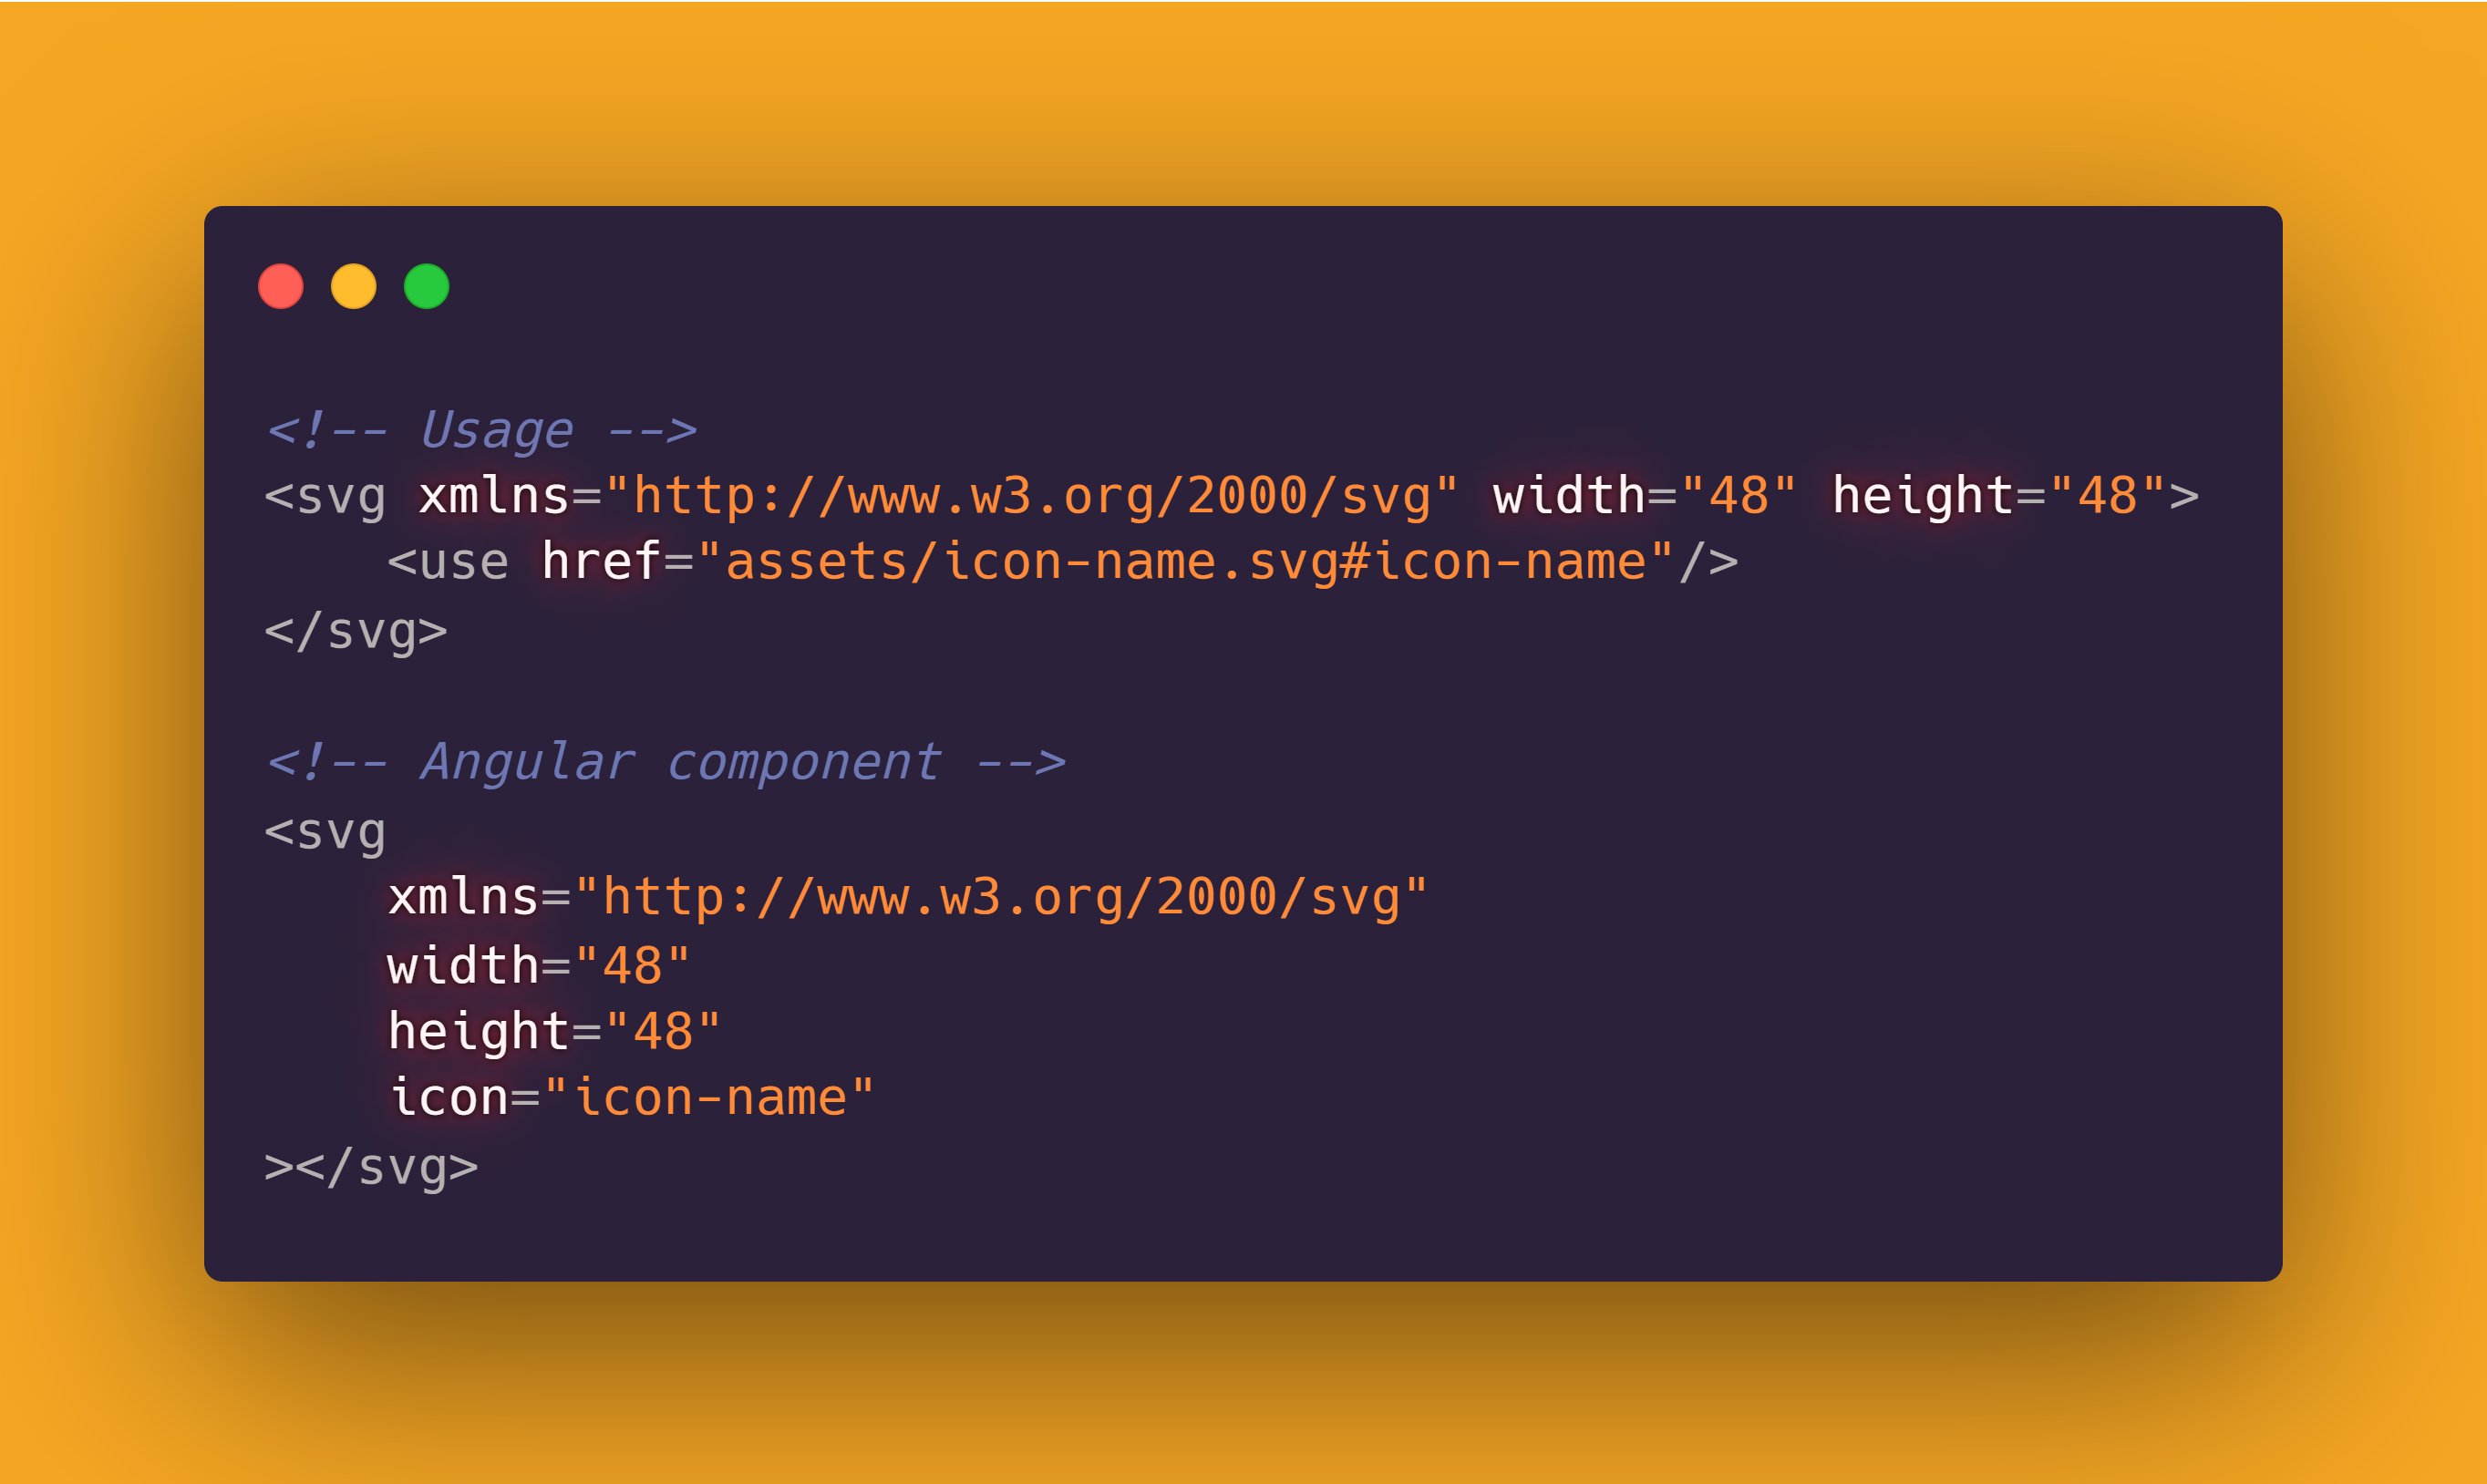 <!-- Usage -->
<svg xmlns="http://www.w3.org/2000/svg" width="48" height="48">
    <use href="assets/icon-name.svg#icon-name"/>
</svg>

<!-- Angular component -->
<svg
    xmlns="http://www.w3.org/2000/svg"
    width="48"
    height="48"
    icon="icon-name"
></svg>